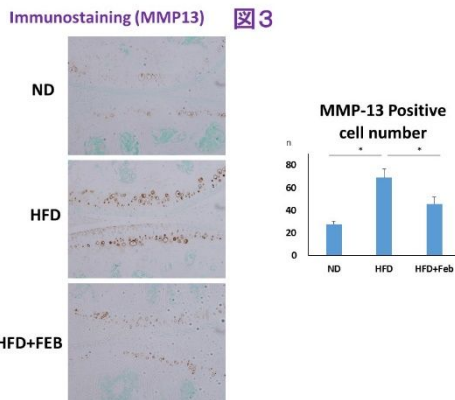 Immunostaining (MMP13)
図3
ND
HFD
HFD+FEB
MMP-13 Positive
cell number
n
* *
80
60
40
20
0
ND HFD HFD+Feb